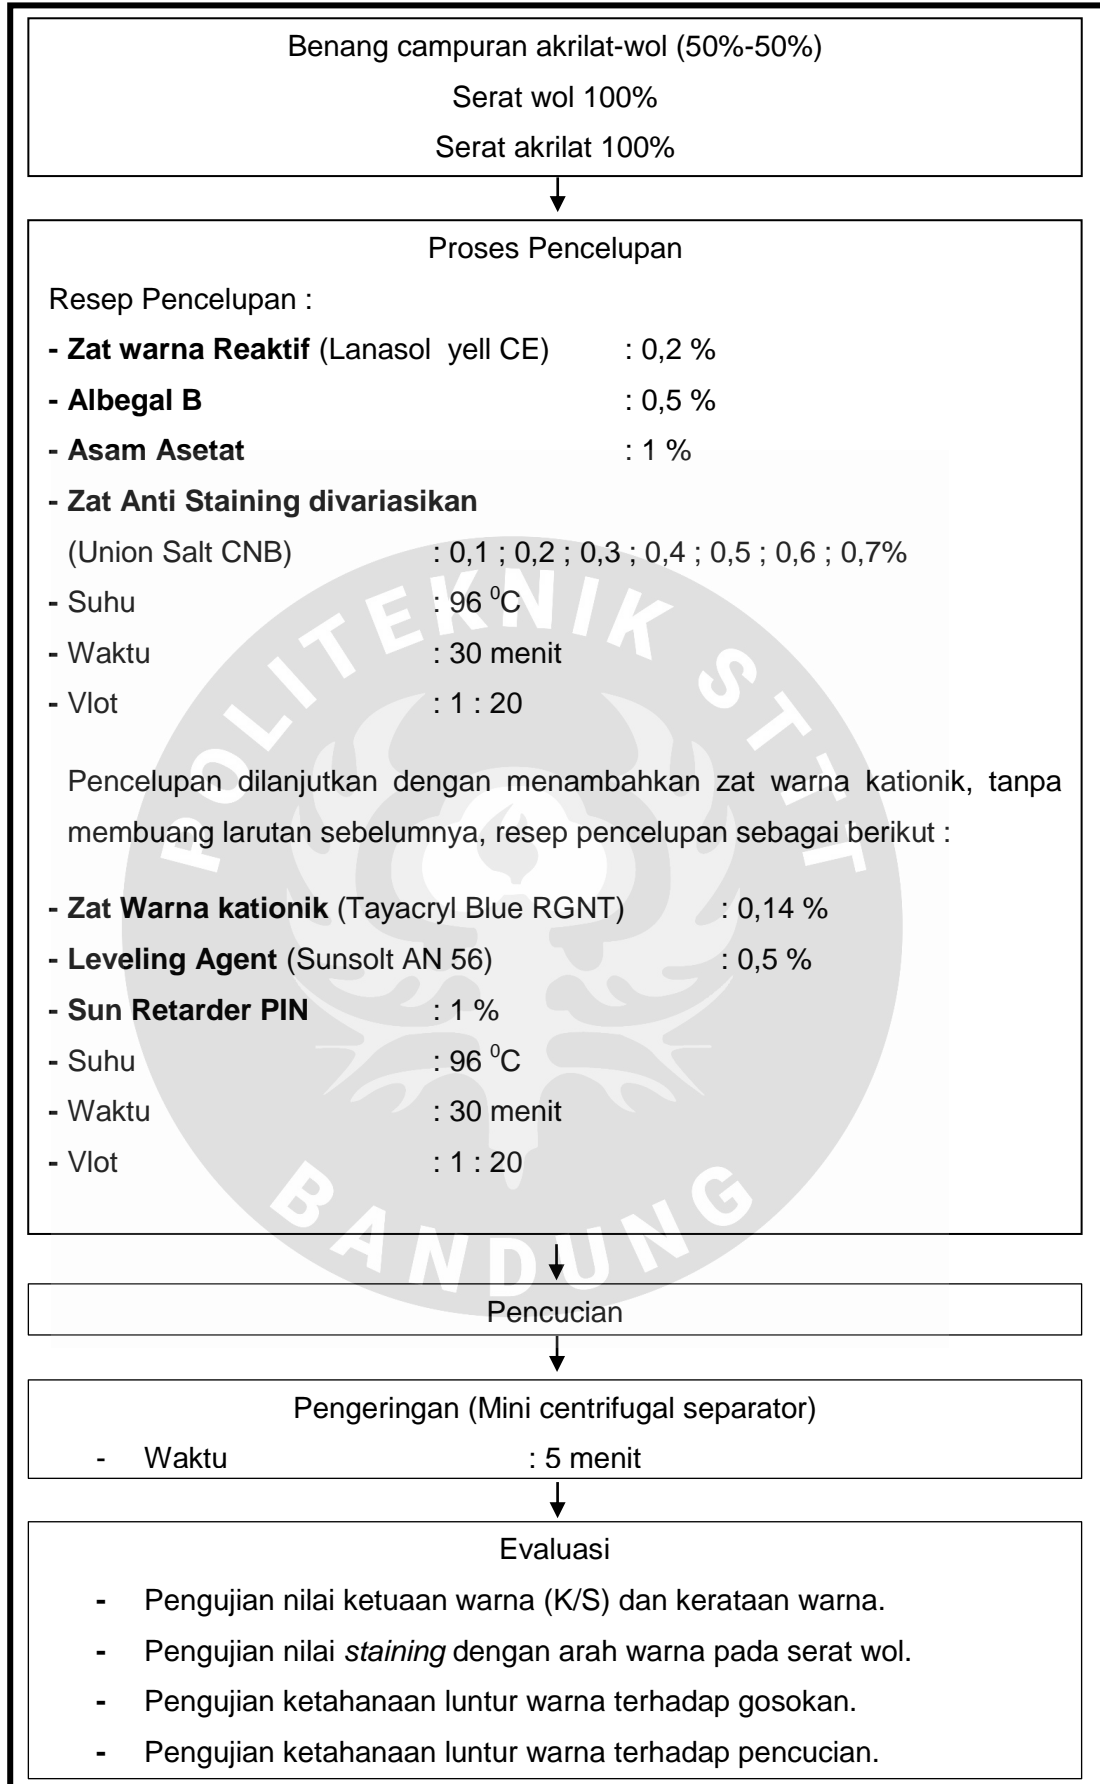 Benang campuran akrilat-wol (50%-50%)
Serat wol 100%
Serat akrilat 100%
Proses Pencelupan
Resep Pencelupan :
- Zat warna Reaktif (Lanasol yell CE) : 0,2 %
- Albegal B : 0,5 %
- Asam Asetat : 1 %
- Zat Anti Staining divariasikan
(Union Salt CNB) : 0,1 ; 0,2 ; 0,3 ; 0,4 ; 0,5 ; 0,6 ; 0,7%
- Suhu : 96 ⁰C
- Waktu : 30 menit
- Vlot : 1 : 20
Pencelupan dilanjutkan dengan menambahkan zat warna kationik, tanpa
membuang larutan sebelumnya, resep pencelupan sebagai berikut :
- Zat Warna kationik (Tayacryl Blue RGNT) : 0,14 %
- Leveling Agent (Sunsolt AN 56) : 0,5 %
- Sun Retarder PIN : 1 %
- Suhu : 96 ⁰C
- Waktu : 30 menit
- Vlot : 1 : 20
Pencucian
Pengeringan (Mini centrifugal separator)
- Waktu : 5 menit
Evaluasi
- Pengujian nilai ketuaan warna (K/S) dan kerataan warna.
- Pengujian nilai staining dengan arah warna pada serat wol.
- Pengujian ketahanaan luntur warna terhadap gosokan.
- Pengujian ketahanaan luntur warna terhadap pencucian.
POLITEKNIK STTT
BANDUNG